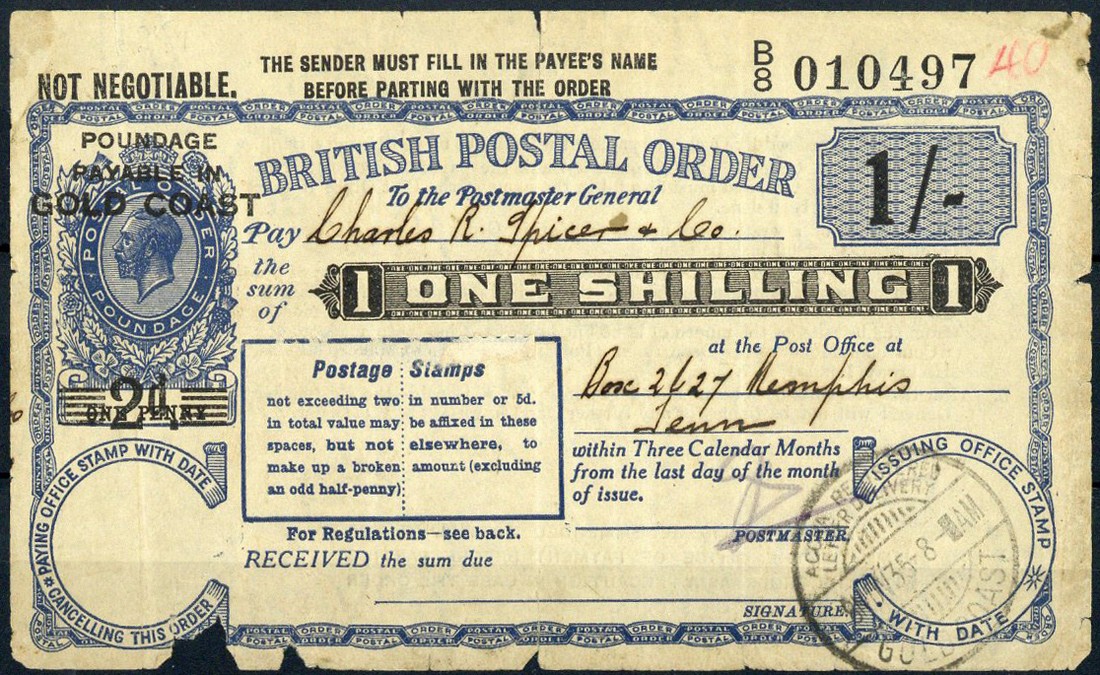 B/8 010497 40
NOT NEGOTIABLE.
THE SENDER MUST FILL IN THE PAYEE'S NAME
BEFORE PARTING WITH THE ORDER
POUNDAGE
PAYABLE IN
GOLD COAST
POSTAL ORDER
POUNDAGE
2d
ONE PENNY
BRITISH POSTAL ORDER
1/-
To the Postmaster General
Pay Charles R. Spicer & Co.
the
sum
of
1 ONE SHILLING 1
at the Post Office at
Box 2627 Memphis
Tenn
within Three Calendar Months
from the last day of the month
of issue.
POSTMASTER.
Postage Stamps
not exceeding two in number or 5d.
in total value may be affixed in these
spaces, but not elsewhere, to
make up a broken amount (excluding
an odd half-penny)
For Regulations—see back.
RECEIVED the sum due
SIGNATURE.
PAYING OFFICE STAMP WITH DATE
CANCELLING THIS ORDER
ISSUING OFFICE STAMP
WITH DATE
ACCRA
LETTER DELIVERY
35-8 AM
GOLD COAST